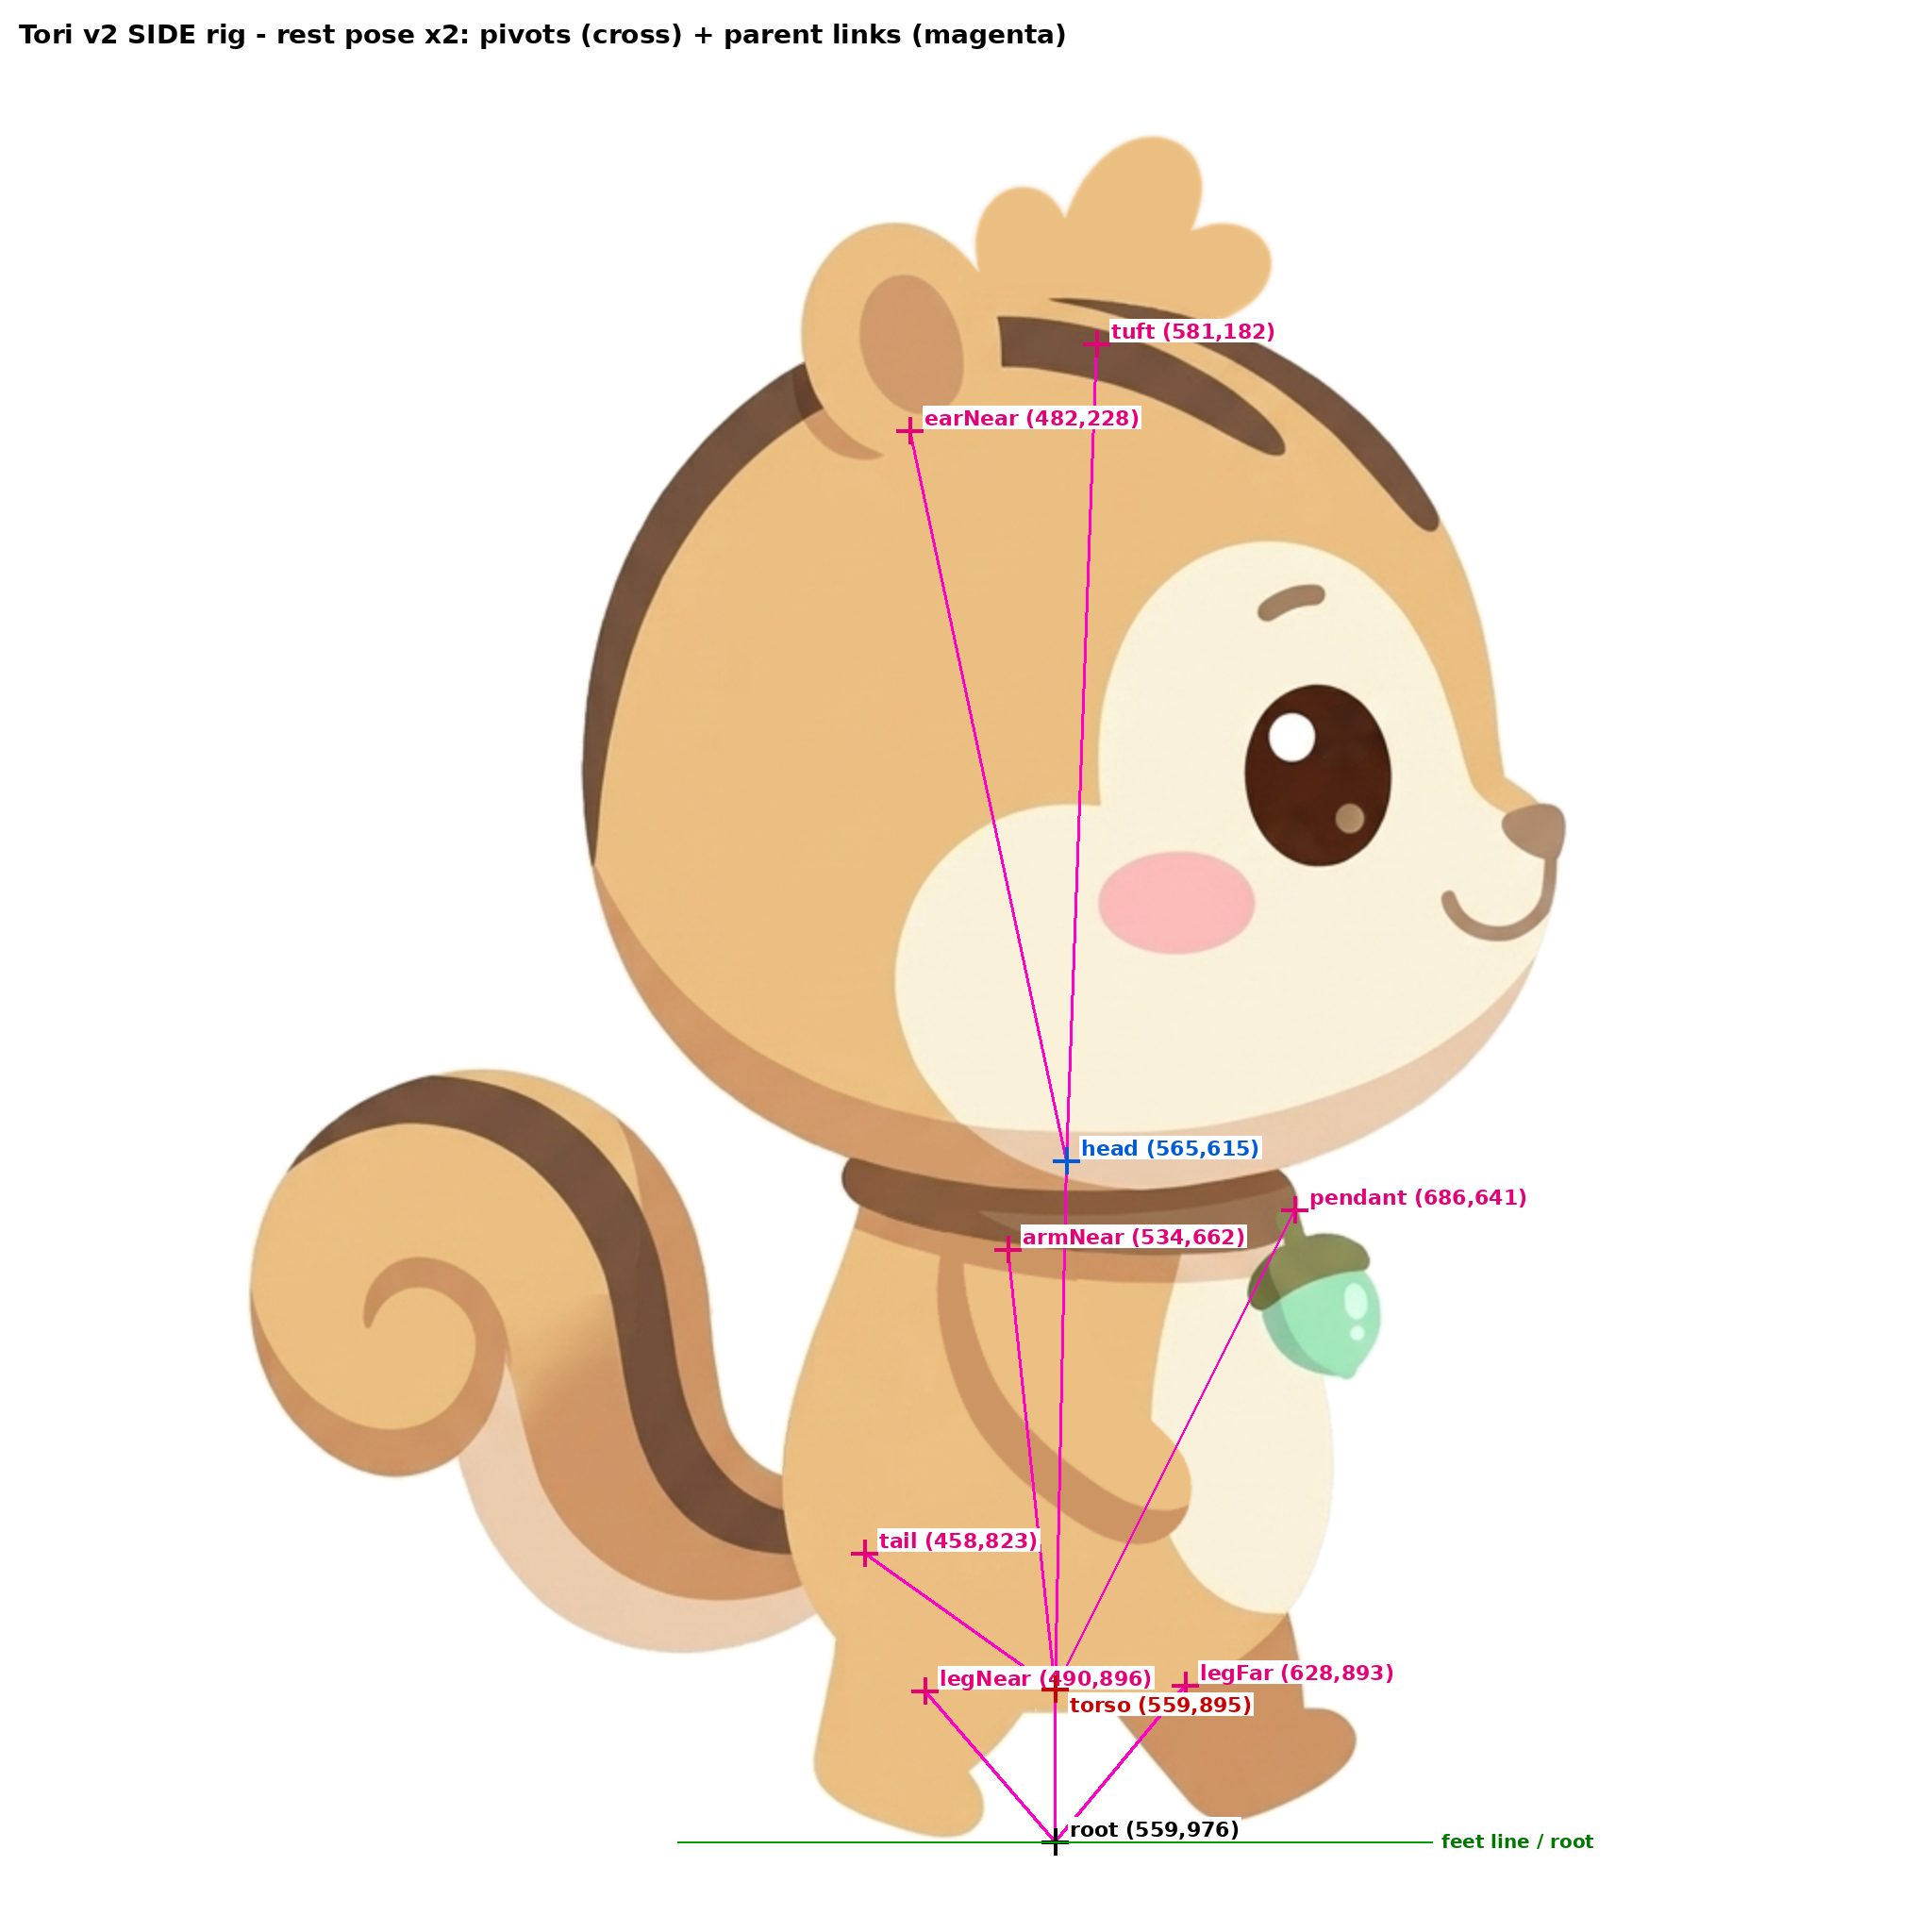 Tori v2 SIDE rig - rest pose x2: pivots (cross) + parent links (magenta)
tuft (581,182)
earNear (482,228)
head (565,615)
pendant (686,641)
armNear (534,662)
tail (458,823)
legNear (490,896)
legFar (628,893)
torso (559,895)
root (559,976)
feet line / root